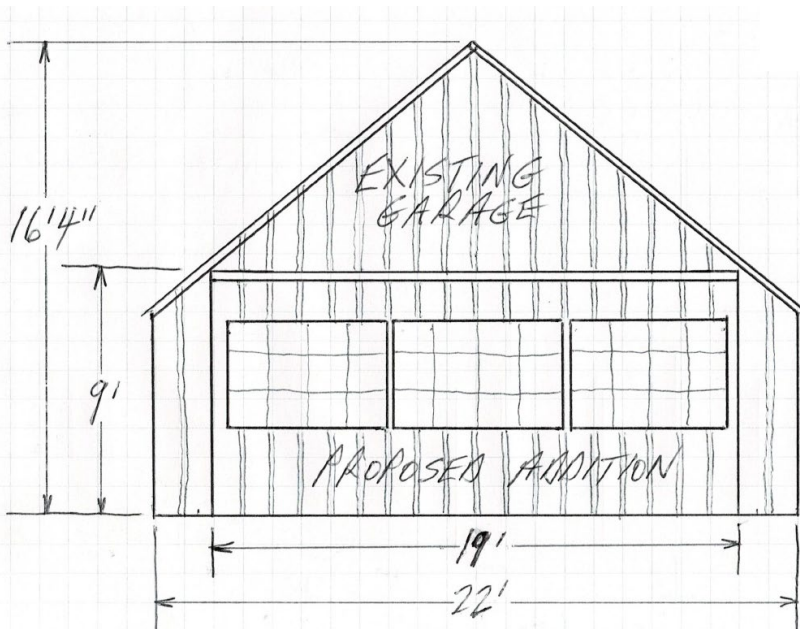 EXISTING
GARAGE
16'4"
9'
PROPOSED ADDITION
19'
22'